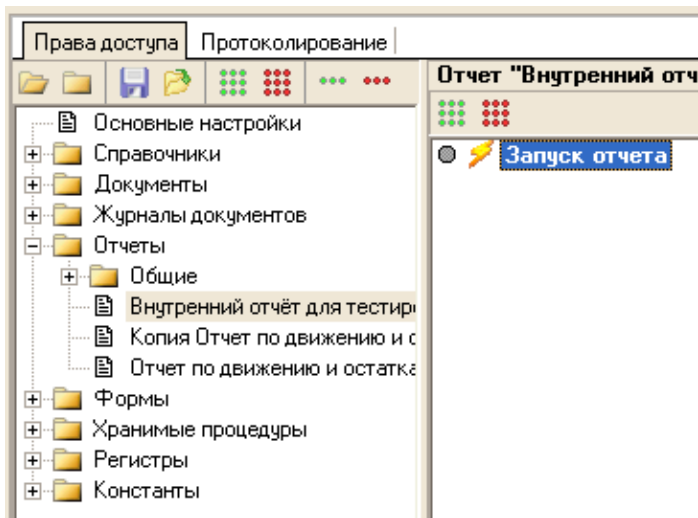 Права доступа
Протоколирование
Отчет "Внутренний отч
Основные настройки
Справочники
Документы
Журналы документов
Отчеты
Общие
Внутренний отчёт для тестир
Копия Отчет по движению и о
Отчет по движению и остатка
Формы
Хранимые процедуры
Регистры
Константы
Запуск отчета